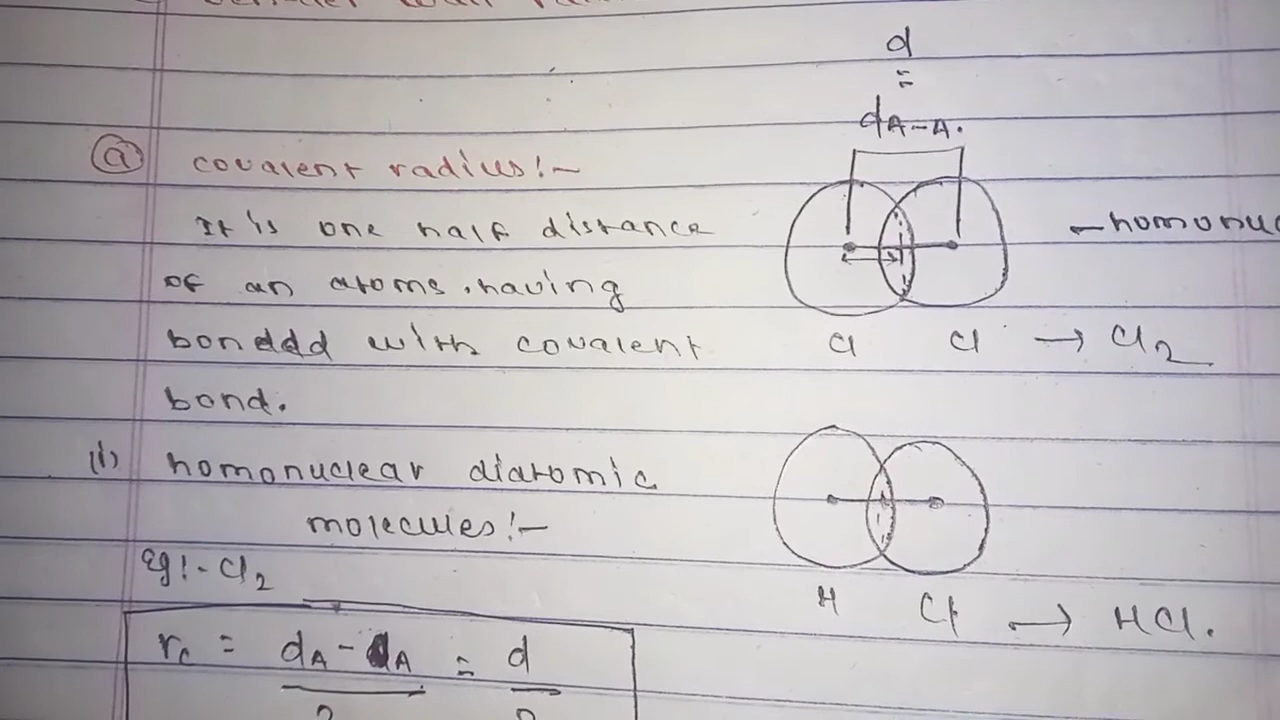 ⓐ covalent radius:-
It is one half distance
of an atoms, having
bonddd with covalent
bond.
(i) homonuclear diatomic
molecules:-
Eg:- Cl2
rc = dA-dA = d
d
=
dA-A.
Cl Cl → Cl2
H Cl → HCl.